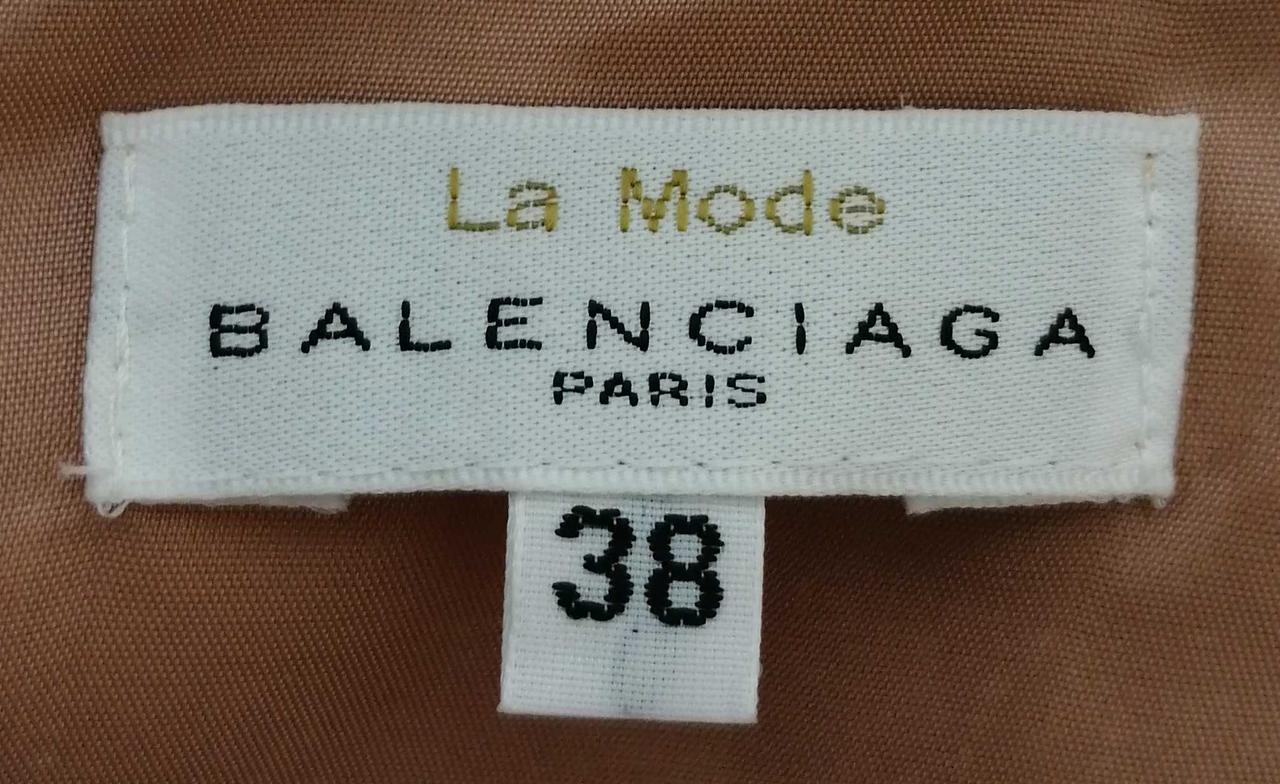 La Mode
BALENCIAGA
PARIS
38